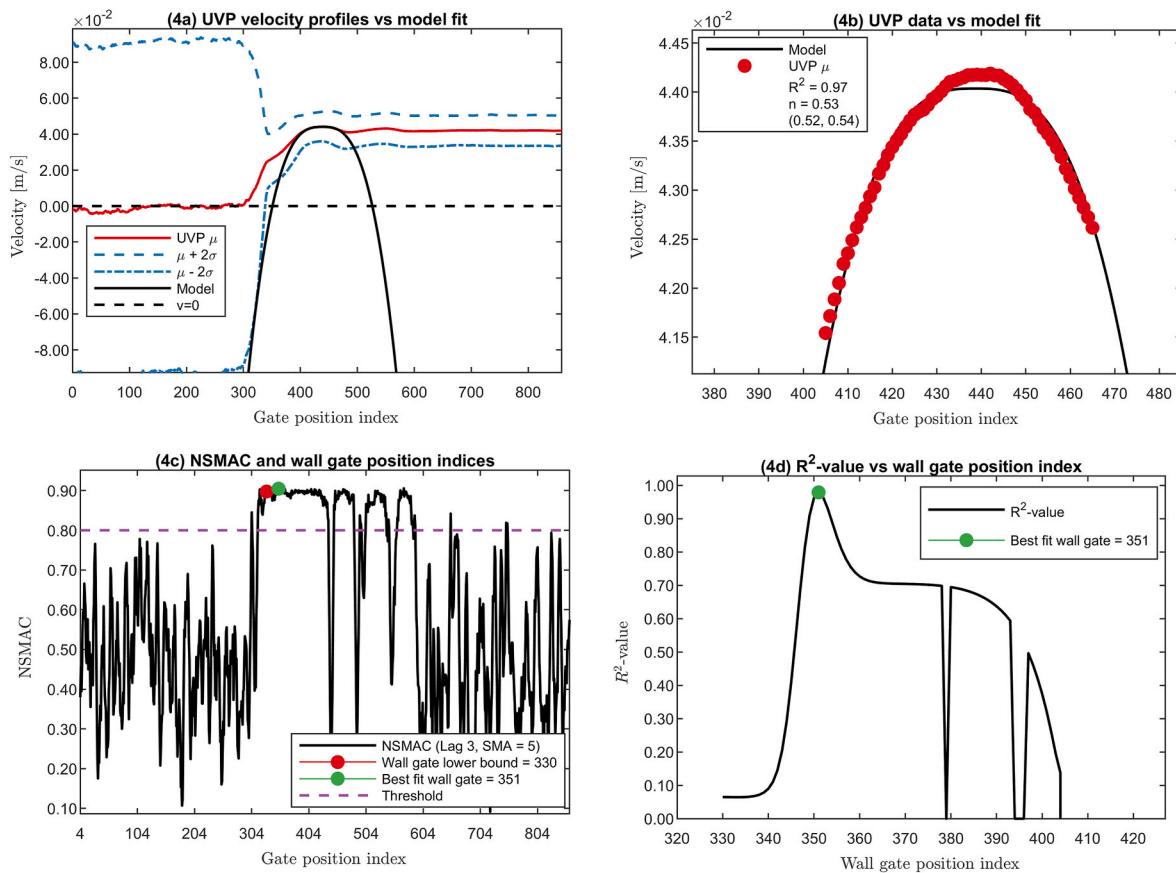 (4a) UVP velocity profiles vs model fit
×10⁻²
8.00
6.00
4.00
2.00
0.00
-2.00
-4.00
-6.00
-8.00
Velocity [m/s]
UVP μ
μ + 2σ
μ - 2σ
Model
v=0
0 100 200 300 400 500 600 700 800
Gate position index
(4b) UVP data vs model fit
×10⁻²
4.45
4.40
4.35
4.30
4.25
4.20
4.15
Velocity [m/s]
Model
UVP μ
R² = 0.97
n = 0.53
(0.52, 0.54)
380 390 400 410 420 430 440 450 460 470 480
Gate position index
(4c) NSMAC and wall gate position indices
0.90
0.80
0.70
0.60
0.50
0.40
0.30
0.20
0.10
NSMAC
NSMAC (Lag 3, SMA = 5)
Wall gate lower bound = 330
Best fit wall gate = 351
Threshold
4 104 204 304 404 504 604 704 804
Gate position index
(4d) R²-value vs wall gate position index
1.00
0.90
0.80
0.70
0.60
0.50
0.40
0.30
0.20
0.10
0.00
R²-value
R²-value
Best fit wall gate = 351
320 330 340 350 360 370 380 390 400 410 420
Wall gate position index